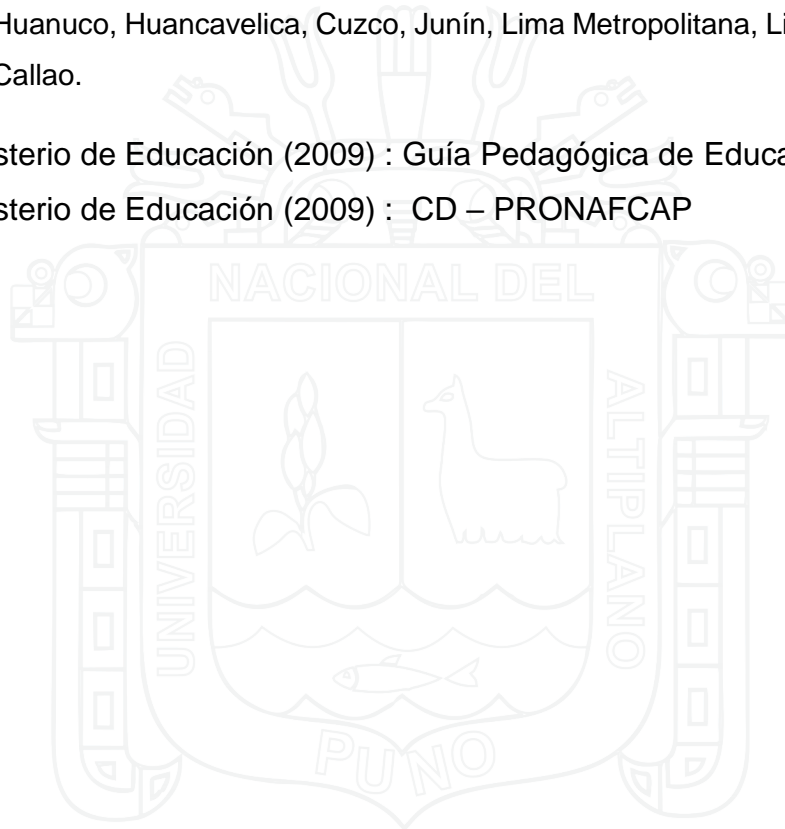 Huanuco, Huancavelica, Cuzco, Junín, Lima Metropolitana, Li
Callao.
sterio de Educación (2009) : Guía Pedagógica de Educa
sterio de Educación (2009) : CD – PRONAFCAP
NACIONAL DEL
UNIVERSIDAD
ALTIPLANO
PUNO